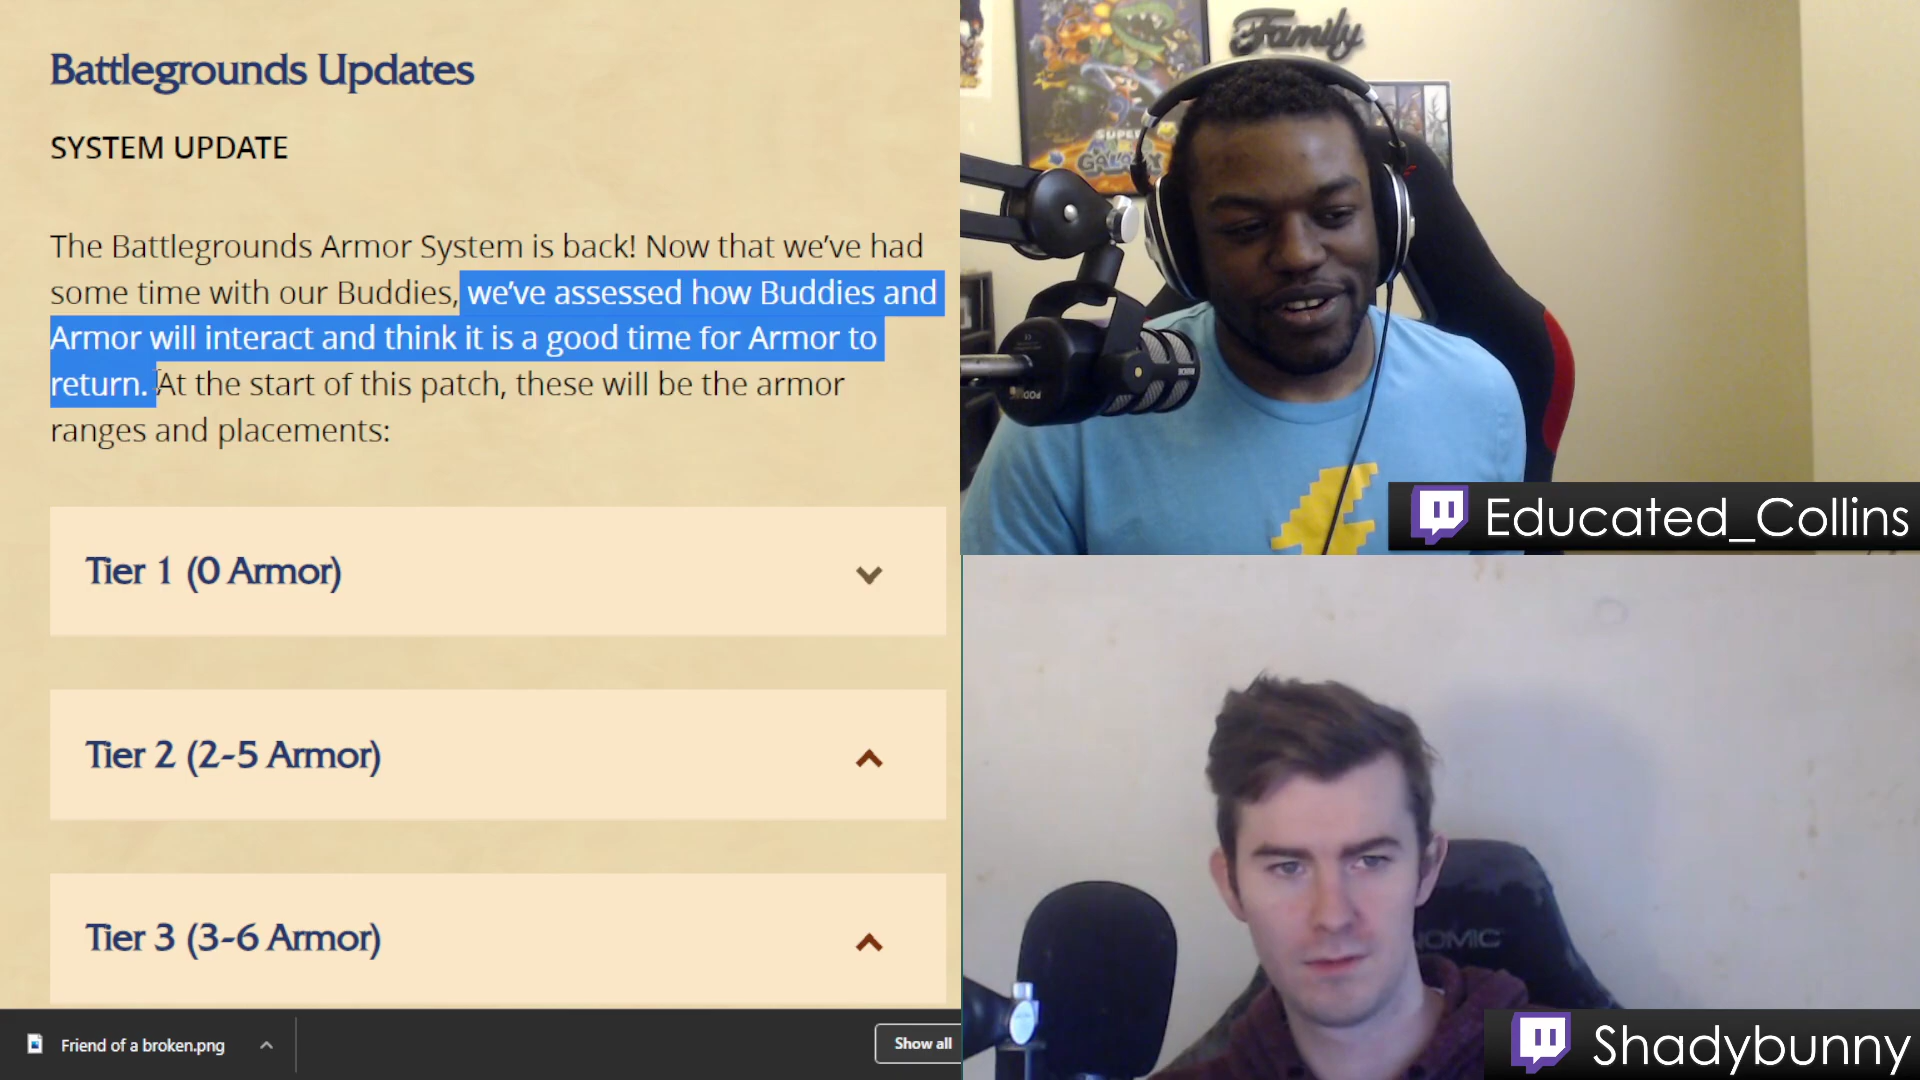 Battlegrounds Updates
SYSTEM UPDATE
The Battlegrounds Armor System is back! Now that we’ve had
some time with our Buddies, we’ve assessed how Buddies and
Armor will interact and think it is a good time for Armor to
return. At the start of this patch, these will be the armor
ranges and placements:
Tier 1 (0 Armor)
Tier 2 (2-5 Armor)
Tier 3 (3-6 Armor)
Friend of a broken.png
Show all
Family
SUPER
GALAXY
Educated_Collins
NOMIC
Shadybunny